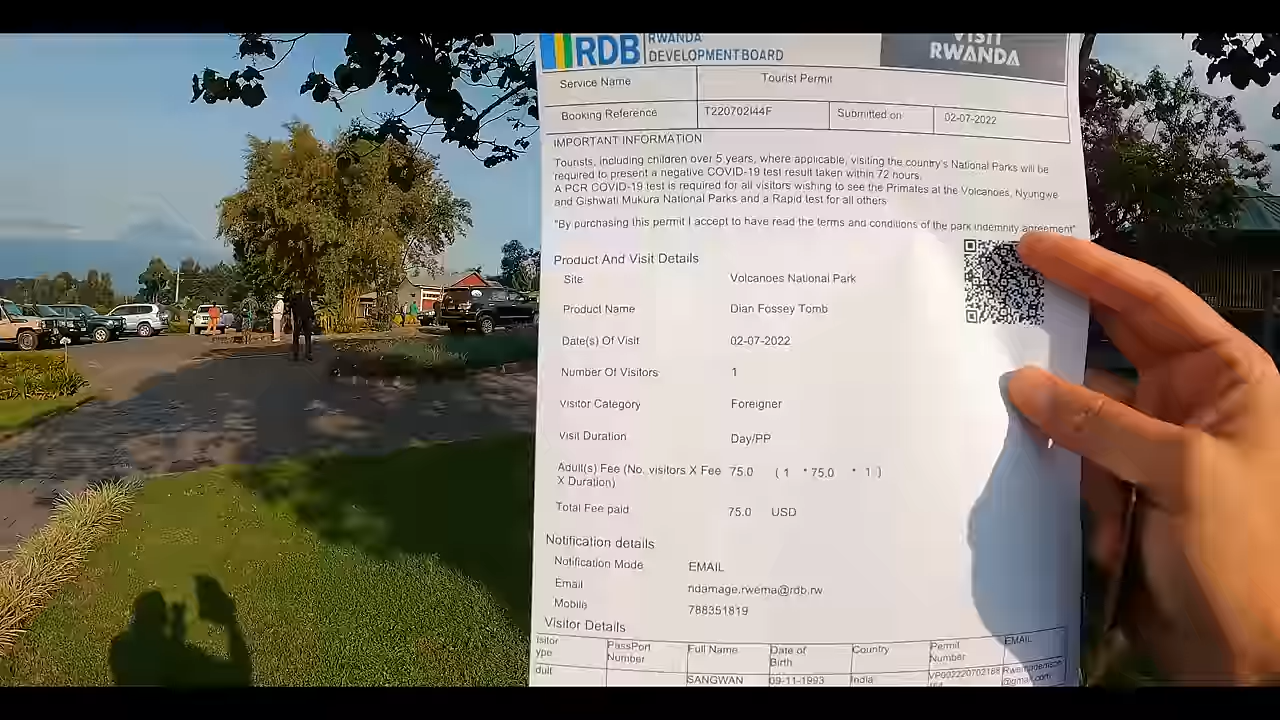 RDB RWANDA DEVELOPMENT BOARD
VISIT RWANDA
Service Name Tourist Permit
Booking Reference T220702I44F Submitted on 02-07-2022
IMPORTANT INFORMATION
Tourists, including children over 5 years, where applicable, visiting the country's National Parks will be
required to present a negative COVID-19 test result taken within 72 hours.
A PCR COVID-19 test is required for all visitors wishing to see the Primates at the Volcanoes, Nyungwe
and Gishwati Mukura National Parks and a Rapid test for all others
"By purchasing this permit I accept to have read the terms and conditions of the park indemnity agreement"
Product And Visit Details
Site Volcanoes National Park
Product Name Dian Fossey Tomb
Date(s) Of Visit 02-07-2022
Number Of Visitors 1
Visitor Category Foreigner
Visit Duration Day/PP
Adult(s) Fee (No. visitors X Fee 75.0 ( 1 * 75.0 * 1 )
X Duration)
Total Fee paid 75.0 USD
Notification details
Notification Mode EMAIL
Email ndamage.rwema@rdb.rw
Mobile 788351819
Visitor Details
isitor ype PassPort Number Full Name Date of Birth Country Permit Number EMAIL
dult SANGWAN 09-11-1993 India @gmail.com